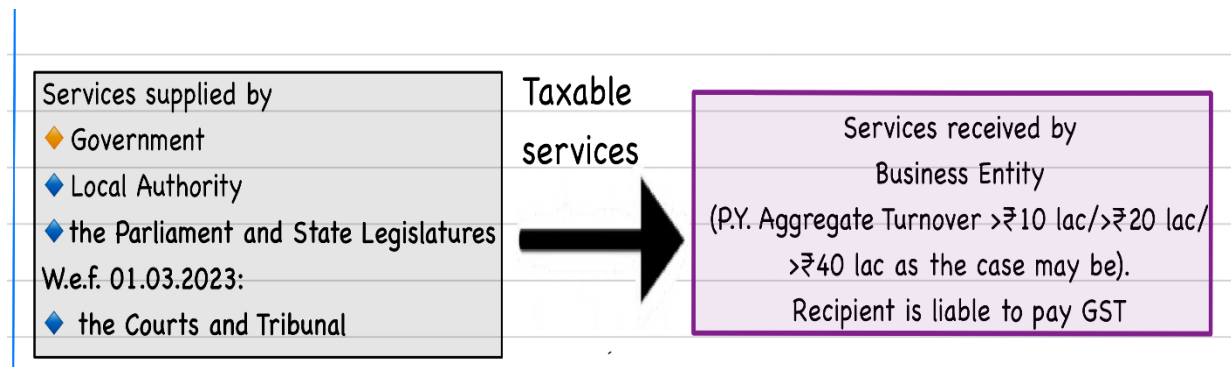 Services supplied by
🔶 Government
🔷 Local Authority
🔷 the Parliament and State Legislatures
W.e.f. 01.03.2023:
🔷 the Courts and Tribunal
Taxable
services
Services received by
Business Entity
(P.Y. Aggregate Turnover >₹10 lac/>₹20 lac/
>₹40 lac as the case may be).
Recipient is liable to pay GST